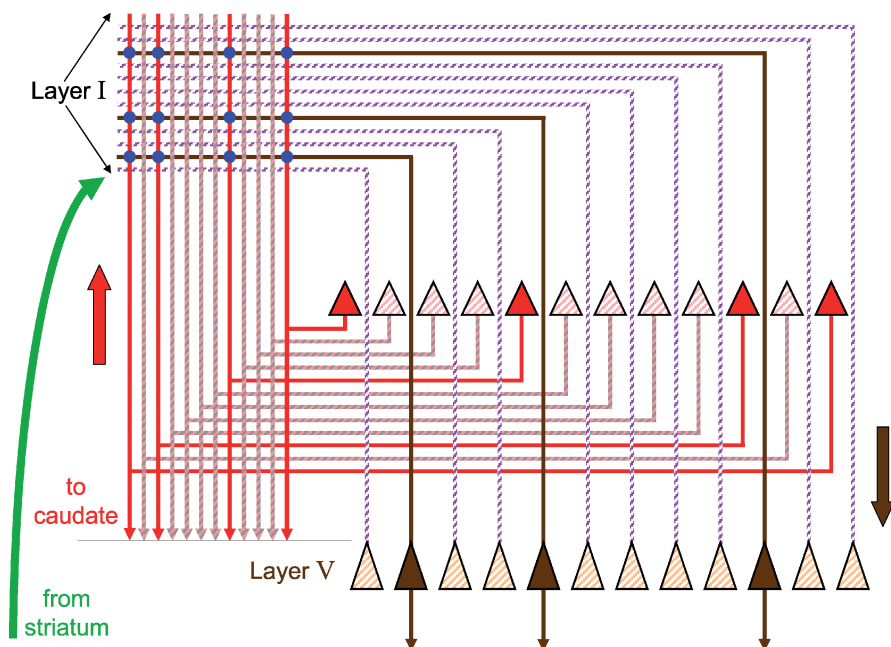 Layer I
to
caudate
Layer V
from
striatum